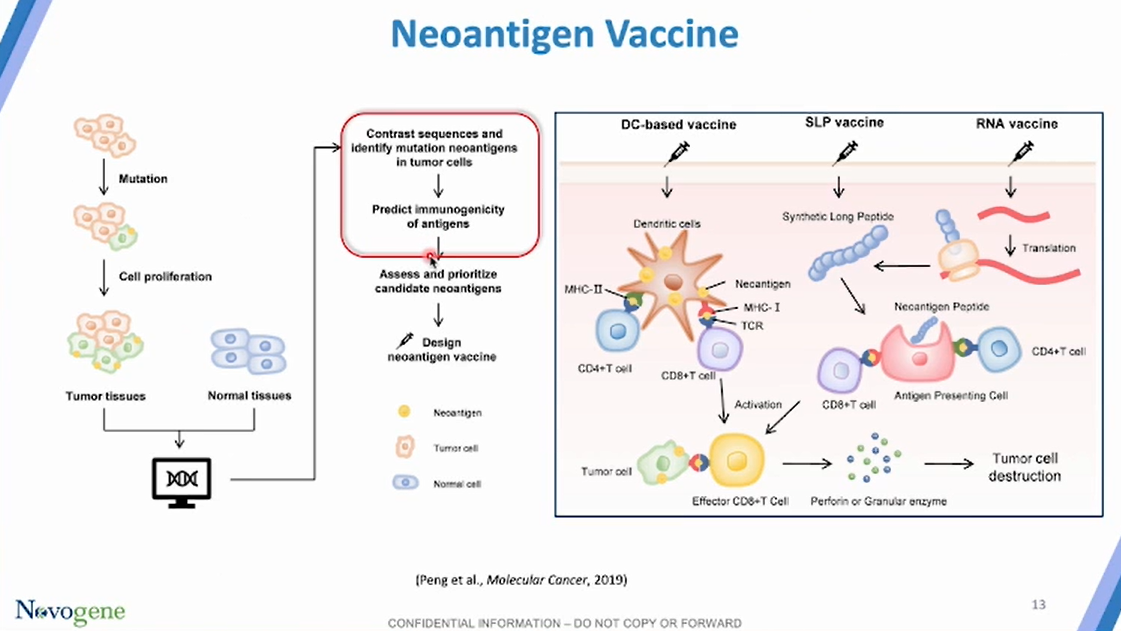 Neoantigen Vaccine
Mutation
Cell proliferation
Tumor tissues
Normal tissues
Contrast sequences and
identify mutation neoantigens
in tumor cells
Predict immunogenicity
of antigens
Assess and prioritize
candidate neoantigens
Design
neoantigen vaccine
Neoantigen
Tumor cell
Normal cell
DC-based vaccine
SLP vaccine
RNA vaccine
Dendritic cells
Synthetic Long Peptide
Translation
MHC-II
Neoantigen
MHC- I
TCR
Neoantigen Peptide
CD4+T cell
CD8+T cell
CD8+T cell
Antigen Presenting Cell
CD4+T cell
Activation
Tumor cell
Effector CD8+T Cell
Perforin or Granular enzyme
Tumor cell
destruction
(Peng et al., Molecular Cancer, 2019)
Novogene
CONFIDENTIAL INFORMATION – DO NOT COPY OR FORWARD
13